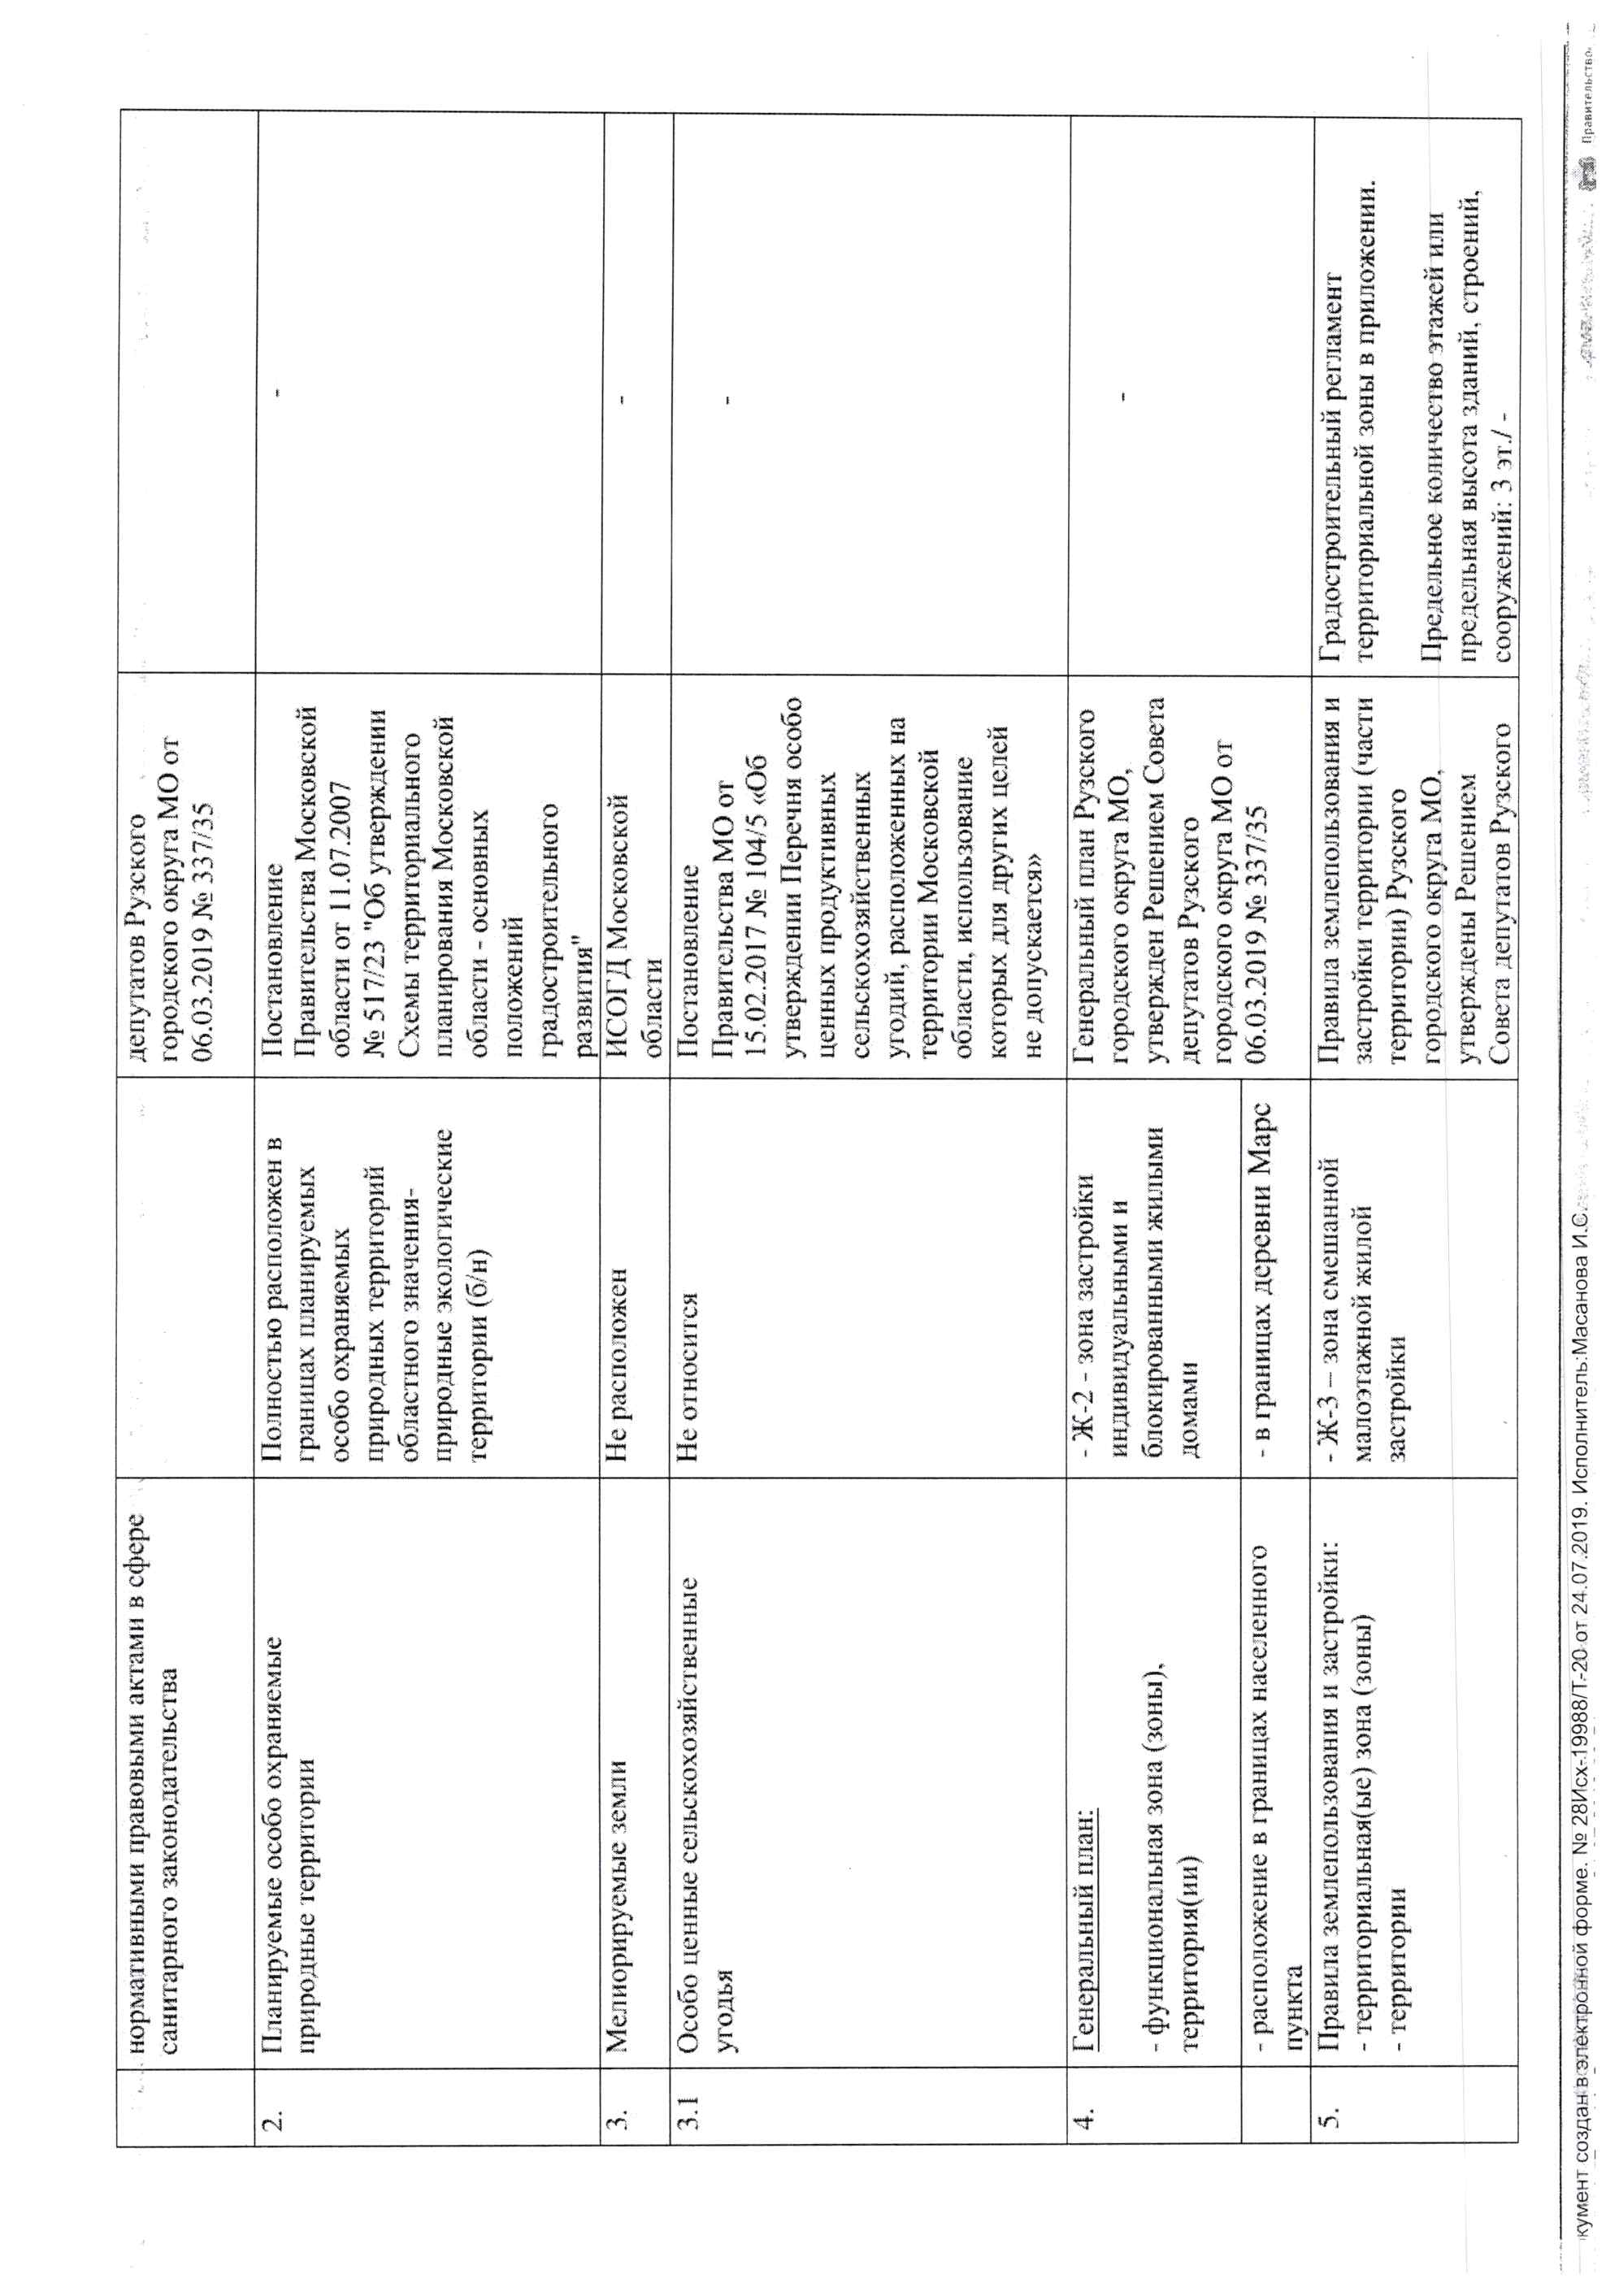 нормативными правовыми актами в сфере
санитарного законодательства
депутатов Рузского
городского округа МО от
06.03.2019 № 337/35
2.
Планируемые особо охраняемые
природные территории
Полностью расположен в
границах планируемых
особо охраняемых
природных территорий
областного значения-
природные экологические
территории (б/н)
Постановление
Правительства Московской
области от 11.07.2007
№ 517/23 "Об утверждении
Схемы территориального
планирования Московской
области - основных
положений
градостроительного
развития"
-
3.
Мелиорируемые земли
Не расположен
ИСОГД Московской
области
-
3.1
Особо ценные сельскохозяйственные
угодья
Не относится
Постановление
Правительства МО от
15.02.2017 № 104/5 «Об
утверждении Перечня особо
ценных продуктивных
сельскохозяйственных
угодий, расположенных на
территории Московской
области, использование
которых для других целей
не допускается»
-
4.
Генеральный план:
- функциональная зона (зоны),
территория(ии)
- Ж-2 - зона застройки
индивидуальными и
блокированными жилыми
домами
Генеральный план Рузского
городского округа МО,
утвержден Решением Совета
депутатов Рузского
городского округа МО от
06.03.2019 № 337/35
-
- расположение в границах населенного
пункта
- в границах деревни Марс
5.
Правила землепользования и застройки:
- территориальная(ые) зона (зоны)
- территории
- Ж-3 – зона смешанной
малоэтажной жилой
застройки
Правила землепользования и
застройки территории (части
территории) Рузского
городского округа МО,
утверждены Решением
Совета депутатов Рузского
Градостроительный регламент
территориальной зоны в приложении.
Предельное количество этажей или
предельная высота зданий, строений,
сооружений: 3 эт./ -
кумент создан в электронной форме. № 28Исх-19988/Т-20 от 24.07.2019. Исполнитель:Масанова И.С.
Правительство